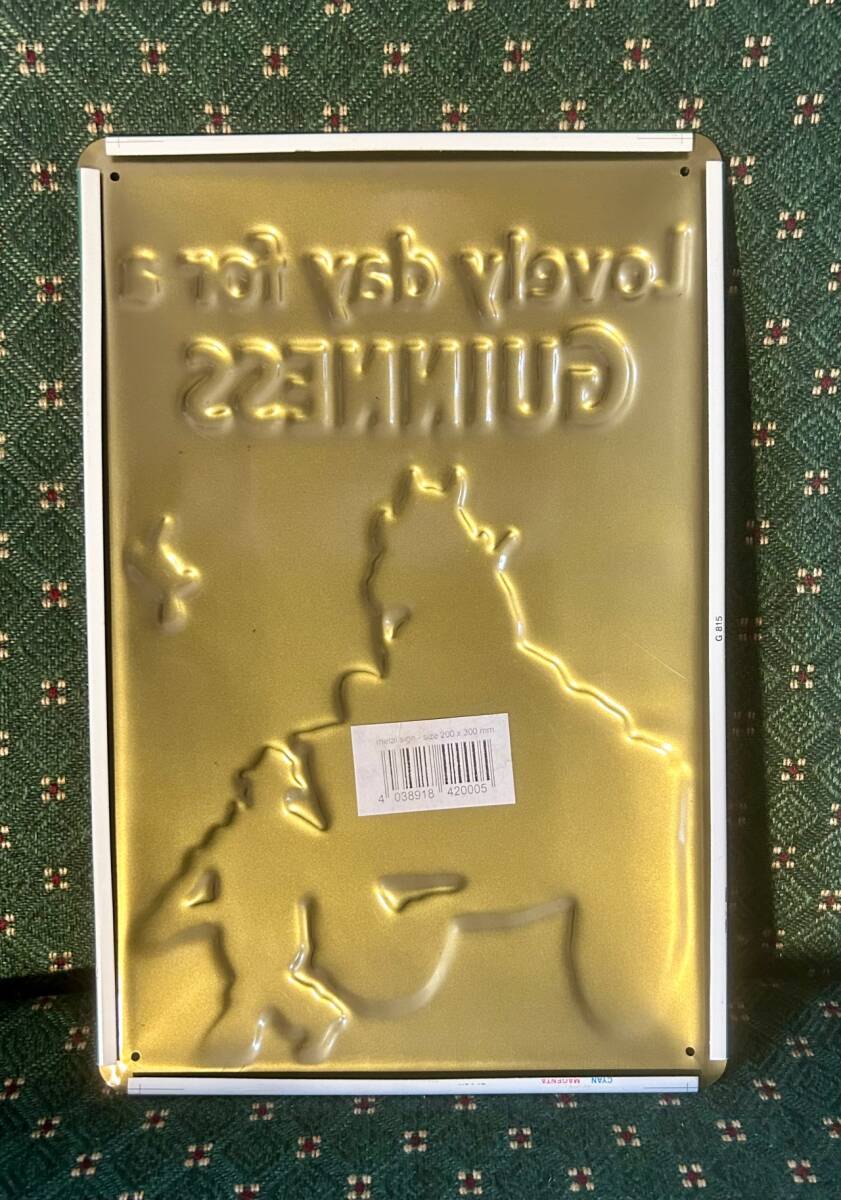 Lovely day for a
GUINNESS
metal sign - size 200 x 300 mm
4 038918 420005
G 815
CYAN MAGENTA